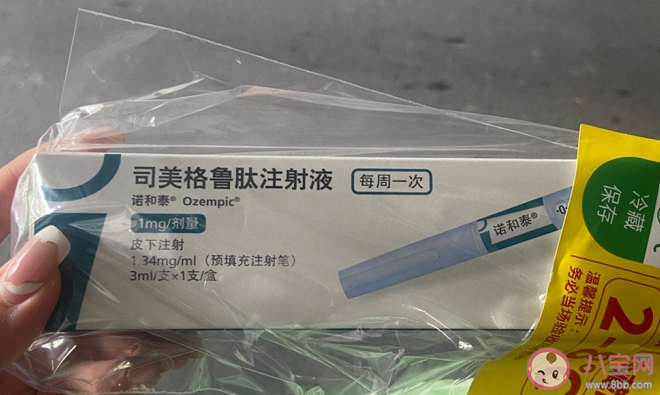 司美格鲁肽注射液
每周一次
诺和泰® Ozempic®
1mg/剂量
皮下注射
1.34mg/ml（预填充注射笔）
3ml/支×1支/盒
诺和泰®
冷藏
保存
温馨提示：
务必当场验
2
八宝网
www.8bb.com